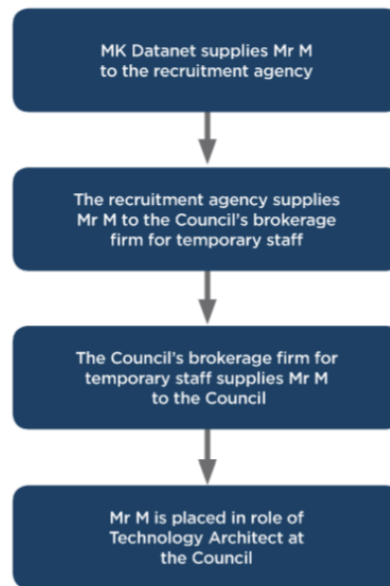 MK Datanet supplies Mr M
to the recruitment agency
The recruitment agency supplies
Mr M to the Council’s brokerage
firm for temporary staff
The Council’s brokerage firm for
temporary staff supplies Mr M
to the Council
Mr M is placed in role of
Technology Architect at
the Council